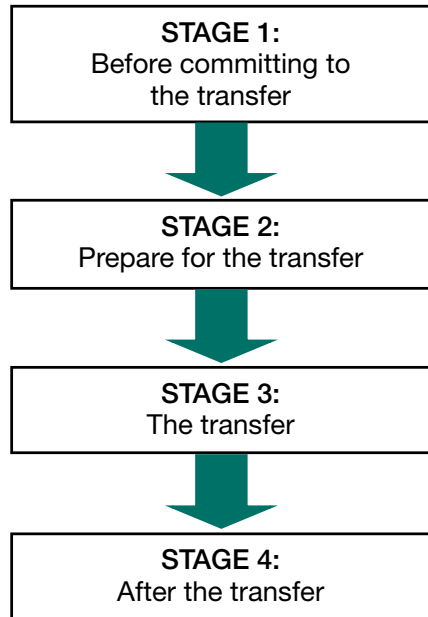 STAGE 1:
Before committing to
the transfer
STAGE 2:
Prepare for the transfer
STAGE 3:
The transfer
STAGE 4:
After the transfer